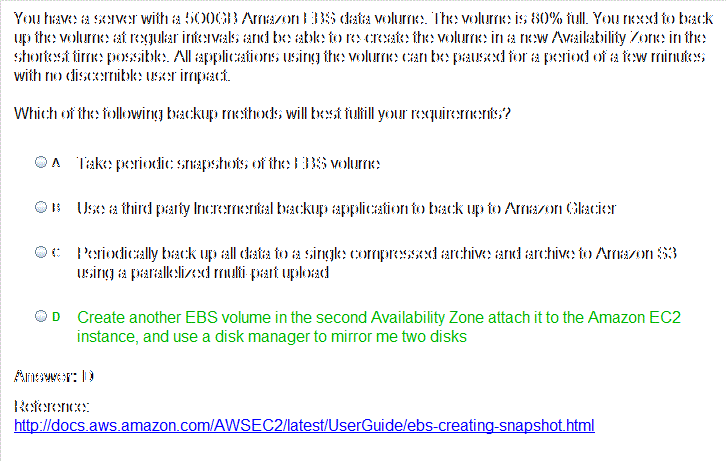 You have a server with a 500GB Amazon EBS data volume. The volume is 80% full. You need to back
up the volume at regular intervals and be able to re-create the volume in a new Availability Zone in the
shortest time possible. All applications using the volume can be paused for a period of a few minutes
with no discernible user impact.
Which of the following backup methods will best fulfill your requirements?
A Take periodic snapshots of the EBS volume
B Use a third party Incremental backup application to back up to Amazon Glacier
C Periodically back up all data to a single compressed archive and archive to Amazon S3
using a parallelized multi-part upload
D Create another EBS volume in the second Availability Zone attach it to the Amazon EC2
instance, and use a disk manager to mirror me two disks
Answer: D
Reference:
http://docs.aws.amazon.com/AWSEC2/latest/UserGuide/ebs-creating-snapshot.html